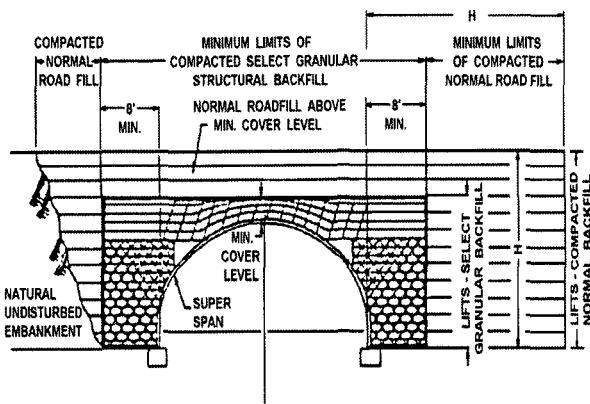 H
COMPACTED
NORMAL
ROAD FILL
MINIMUM LIMITS OF
COMPACTED SELECT GRANULAR
STRUCTURAL BACKFILL
MINIMUM LIMITS
OF COMPACTED
NORMAL ROAD FILL
8'
MIN.
NORMAL ROADFILL ABOVE
MIN. COVER LEVEL
8'
MIN.
MIN.
COVER
LEVEL
SUPER
SPAN
NATURAL
UNDISTURBED
EMBANKMENT
LIFTS - SELECT
GRANULAR BACKFILL
H
LIFTS - COMPACTED
NORMAL BACKFILL